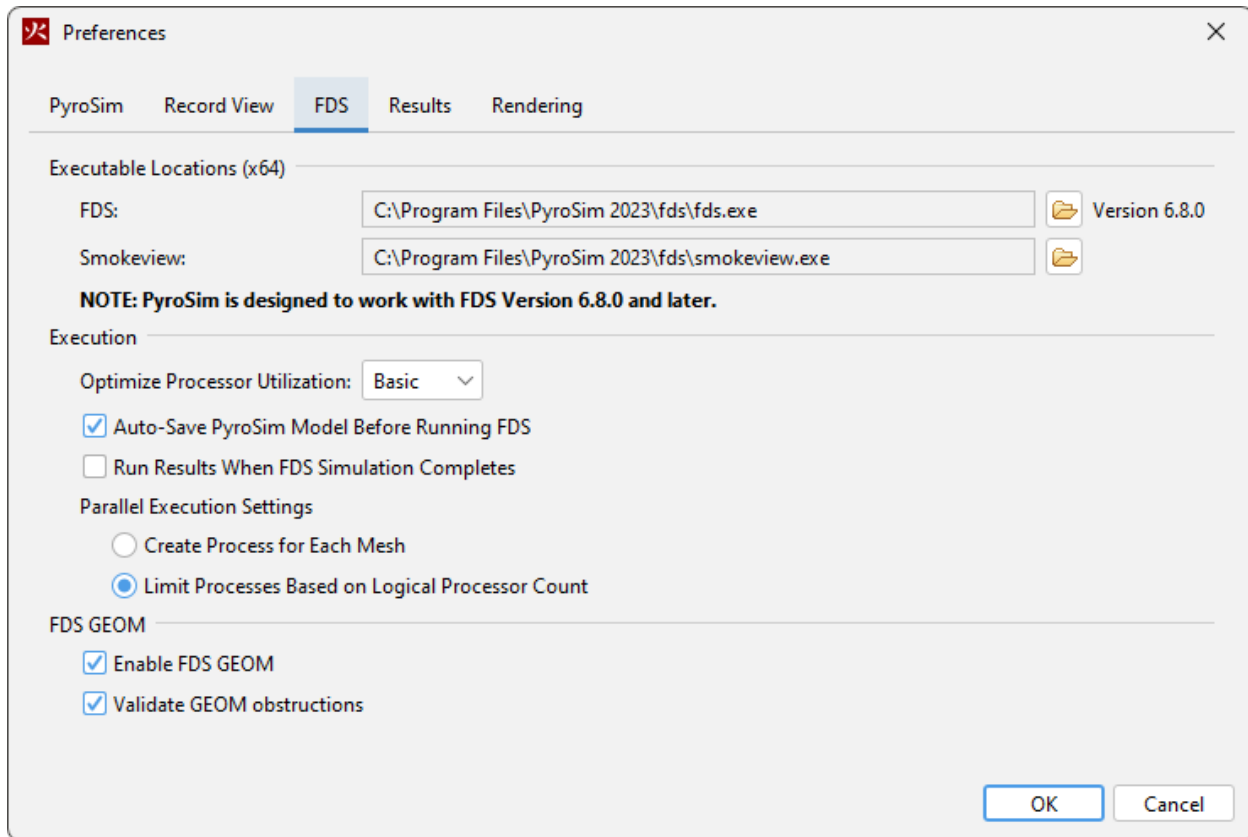 火 Preferences
PyroSim Record View FDS Results Rendering
Executable Locations (x64)
FDS: C:\Program Files\PyroSim 2023\fds\fds.exe Version 6.8.0
Smokeview: C:\Program Files\PyroSim 2023\fds\smokeview.exe
NOTE: PyroSim is designed to work with FDS Version 6.8.0 and later.
Execution
Optimize Processor Utilization: Basic
Auto-Save PyroSim Model Before Running FDS
Run Results When FDS Simulation Completes
Parallel Execution Settings
Create Process for Each Mesh
Limit Processes Based on Logical Processor Count
FDS GEOM
Enable FDS GEOM
Validate GEOM obstructions
OK Cancel